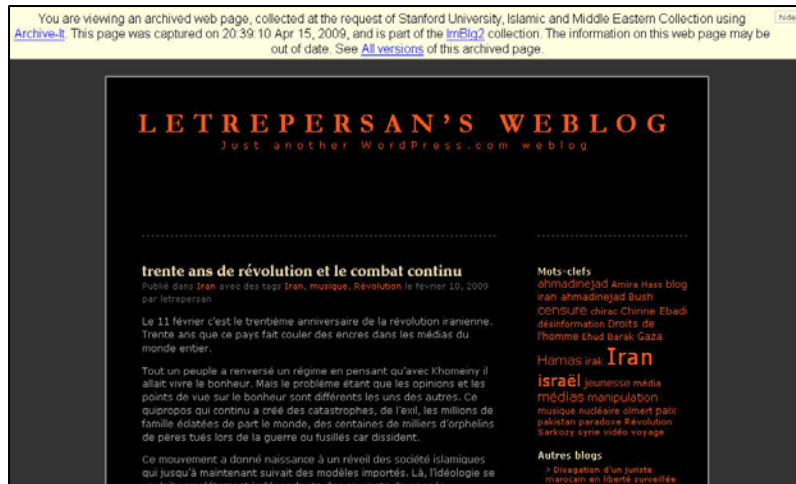 You are viewing an archived web page, collected at the request of Stanford University, Islamic and Middle Eastern Collection using
Archive-It. This page was captured on 20:39:10 Apr 15, 2009, and is part of the IrnBlg2 collection. The information on this web page may be
out of date. See All versions of this archived page.
hide
LETREPERSAN'S WEBLOG
Just another WordPress.com weblog
trente ans de révolution et le combat continu
Publié dans Iran avec des tags Iran, musique, Révolution le février 10, 2009
par letrepersan
Le 11 février c'est le trentième anniversaire de la révolution iranienne.
Trente ans que ce pays fait couler des encres dans les médias du
monde entier.
Tout un peuple a renversé un régime en pensant qu'avec Khomeiny il
allait vivre le bonheur. Mais le problème étant que les opinions et les
points de vue sur le bonheur sont différents les uns des autres. Ce
quipropos qui continu a créé des catastrophes, de l'exil, les millions de
famille éclatées de part le monde, des centaines de milliers d'orphelins
de pères tués lors de la guerre ou fusillés car dissident.
Ce mouvement a donné naissance à un réveil des société islamiques
qui jusqu'à maintenant suivait des modèles importés. Là, l'idéologie se
Mots-clefs
ahmadinejad Amira Hass blog
iran ahmadinejad Bush
censure chirac Chirine Ebadi
désinformation Droits de
l'homme Ehud Barak Gaza
Hamas irak Iran
israël jeunesse média
médias manipulation
musique nucléaire olmert paix
pakistan paradoxe Révolution
Sarkozy syrie vidéo voyage
Autres blogs
> Divagation d'un juriste
marocain en liberté surveillée